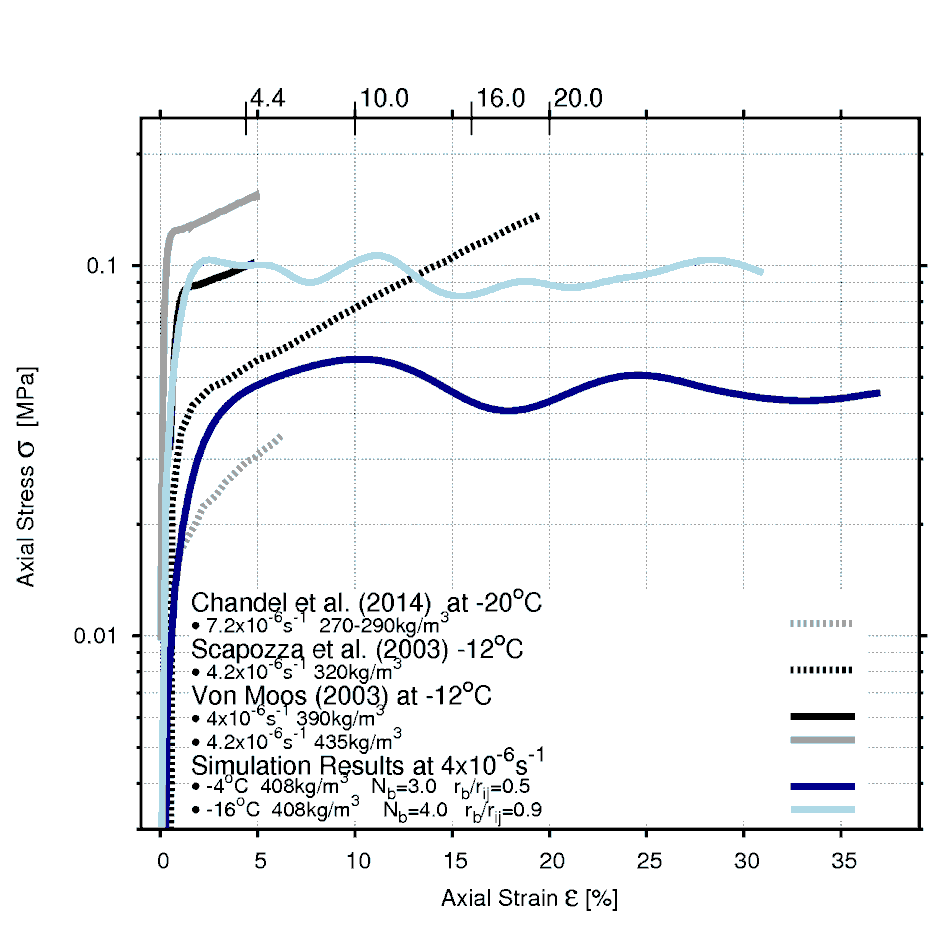 4.4 10.0 16.0 20.0
0.1
0.01
Axial Stress σ [MPa]
Chandel et al. (2014) at -20°C
• 7.2x10⁻⁶s⁻¹ 270-290kg/m³
Scapozza et al. (2003) -12°C
• 4.2x10⁻⁶s⁻¹ 320kg/m³
Von Moos (2003) at -12°C
• 4x10⁻⁶s⁻¹ 390kg/m³
• 4.2x10⁻⁶s⁻¹ 435kg/m³
Simulation Results at 4x10⁻⁶s⁻¹
• -4°C 408kg/m³ N_b=3.0 r_b/r_ij=0.5
• -16°C 408kg/m³ N_b=4.0 r_b/r_ij=0.9
0 5 10 15 20 25 30 35
Axial Strain ε [%]